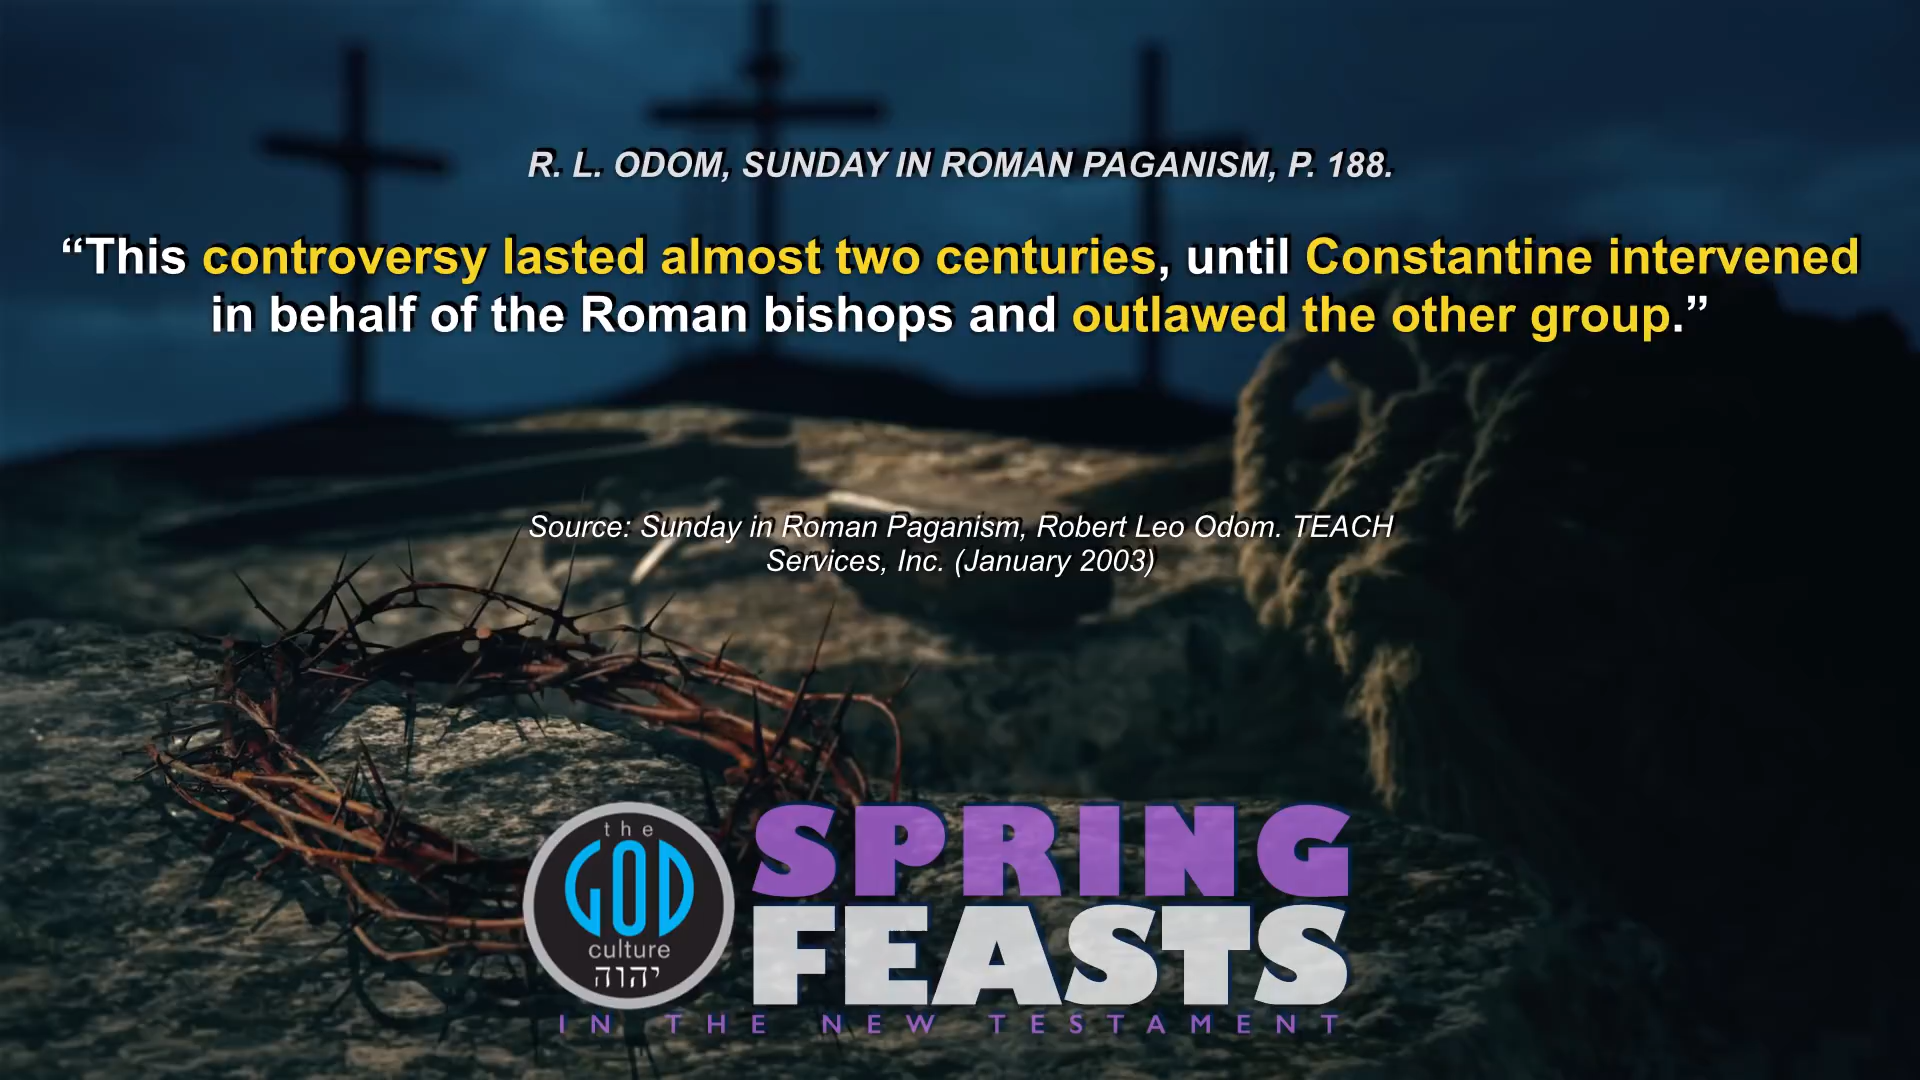 R. L. ODOM, SUNDAY IN ROMAN PAGANISM, P. 188.
“This controversy lasted almost two centuries, until Constantine intervened
in behalf of the Roman bishops and outlawed the other group.”
Source: Sunday in Roman Paganism, Robert Leo Odom. TEACH
Services, Inc. (January 2003)
the
GOD
culture
יהוה
SPRING
FEASTS
IN THE NEW TESTAMENT